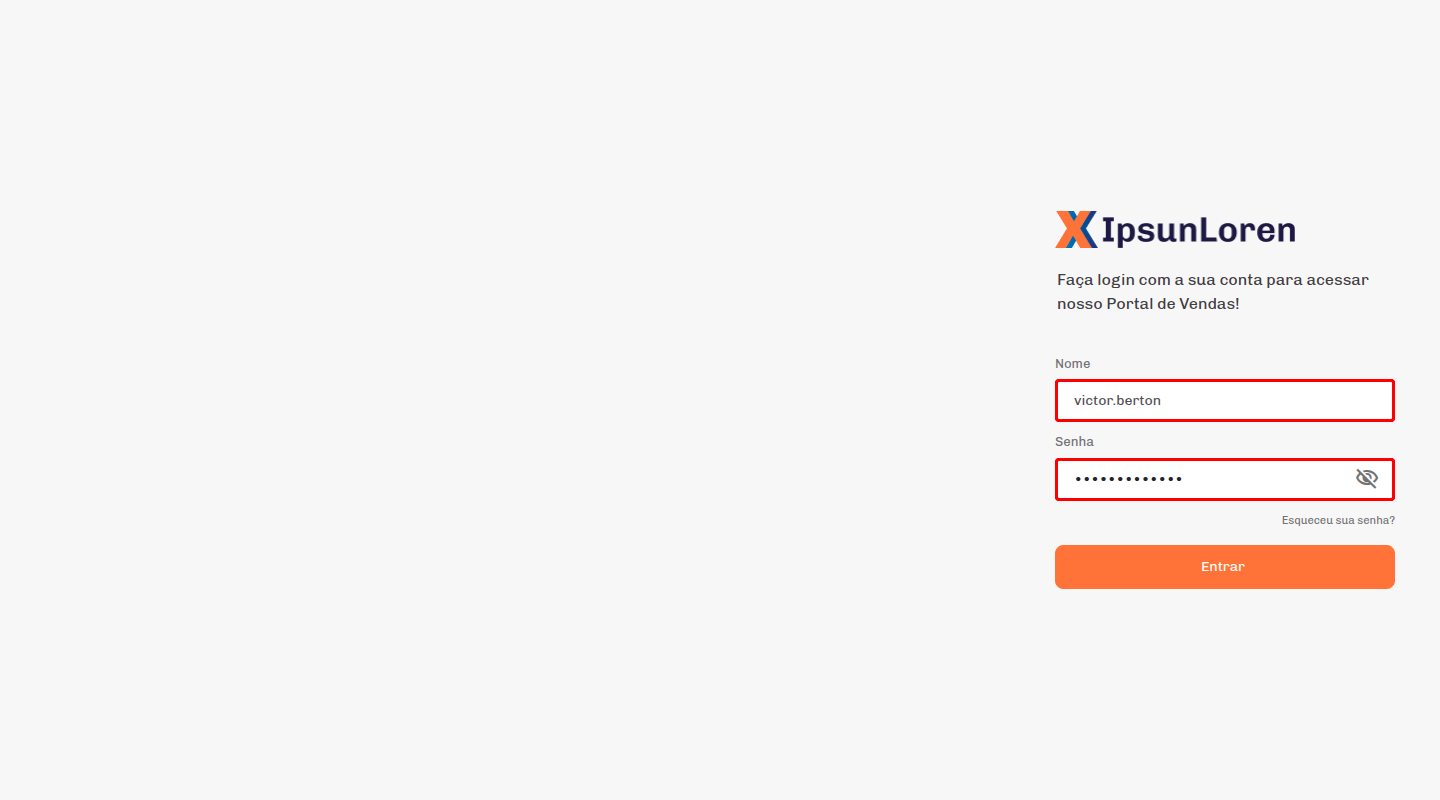 IpsunLoren
Faça login com a sua conta para acessar
nosso Portal de Vendas!
Nome
victor.berton
Senha
•••••••••••••
Esqueceu sua senha?
Entrar